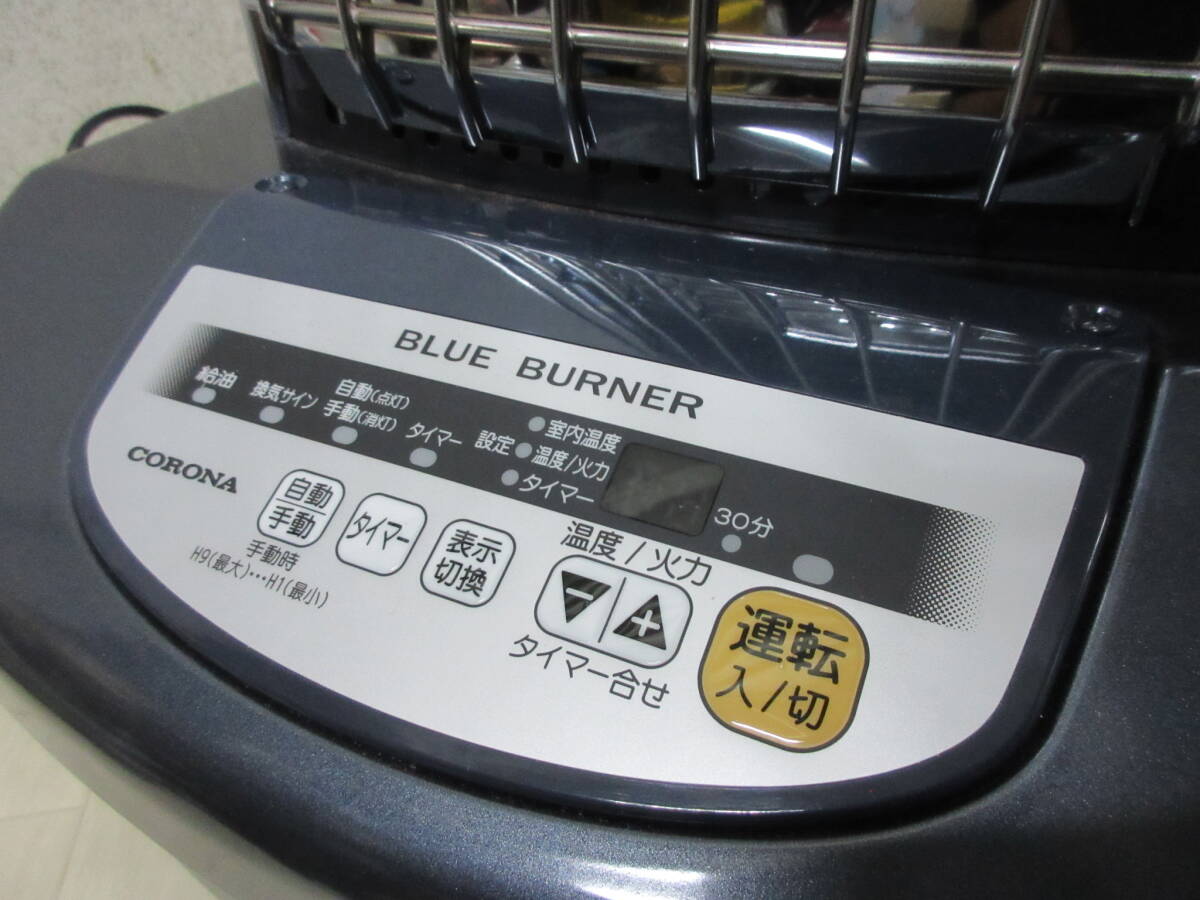 BLUE BURNER
給油
換気サイン
自動(点灯)
手動(消灯)
タイマー
設定
室内温度
温度/火力
タイマー
30分
CORONA
自動
手動
タイマー
表示
切換
温度/火力
手動時
H9(最大)…H1(最小)
− +
タイマー合せ
運転
入/切